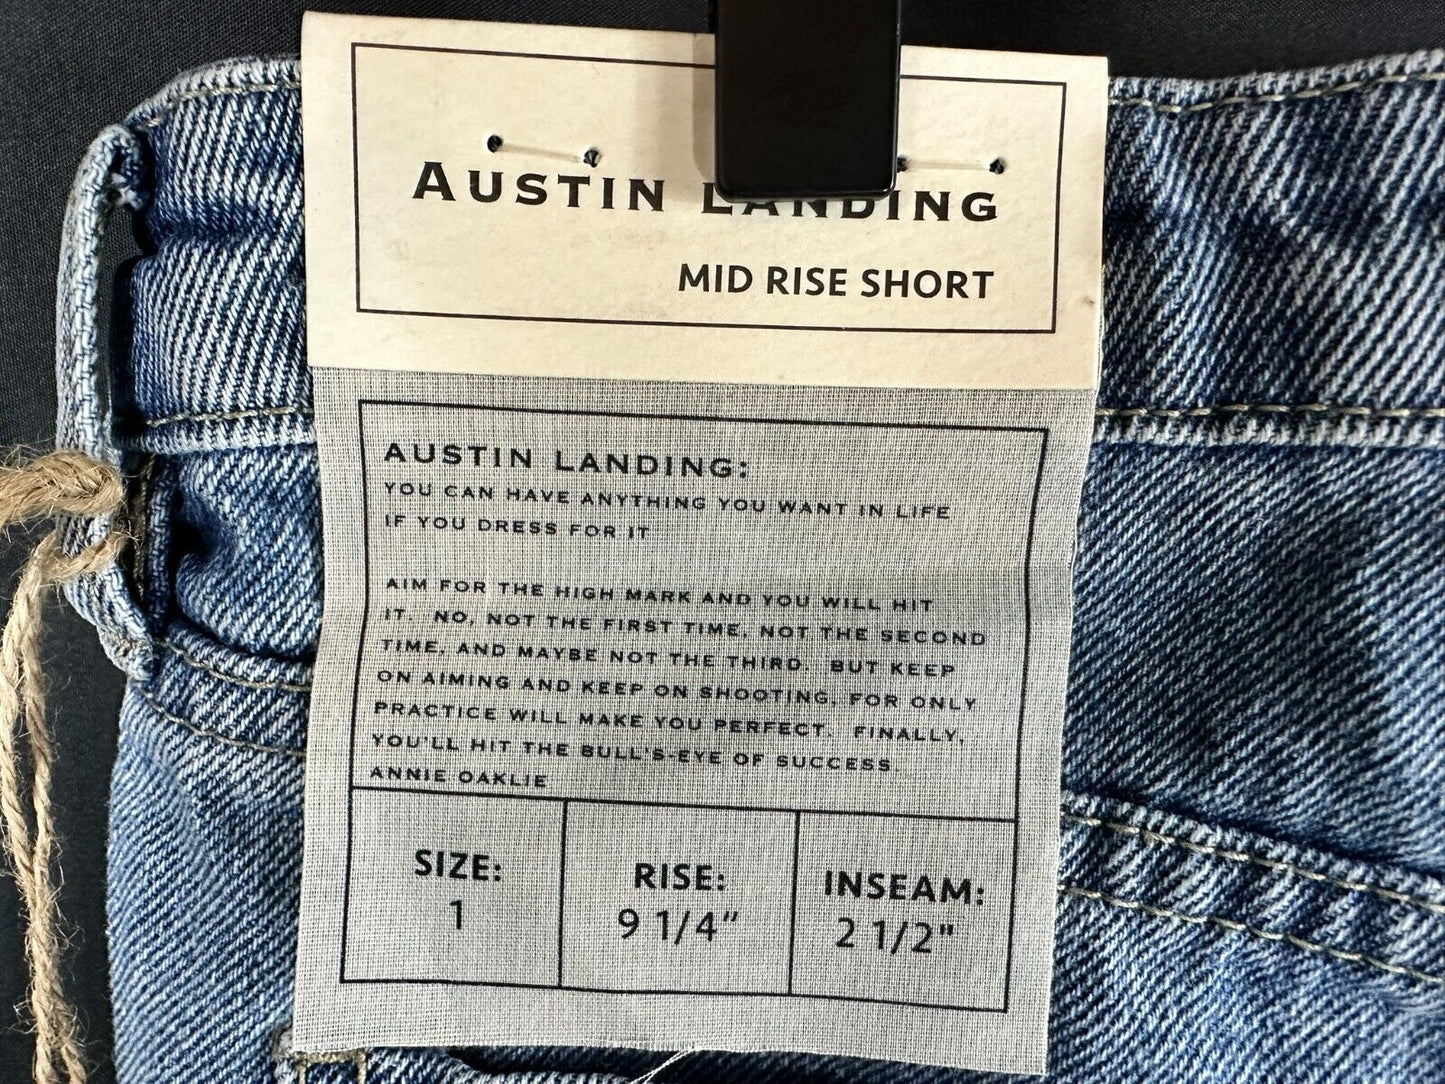 AUSTIN LANDING
MID RISE SHORT
AUSTIN LANDING:
YOU CAN HAVE ANYTHING YOU WANT IN LIFE
IF YOU DRESS FOR IT
AIM FOR THE HIGH MARK AND YOU WILL HIT
IT. NO, NOT THE FIRST TIME, NOT THE SECOND
TIME, AND MAYBE NOT THE THIRD. BUT KEEP
ON AIMING AND KEEP ON SHOOTING, FOR ONLY
PRACTICE WILL MAKE YOU PERFECT. FINALLY,
YOU'LL HIT THE BULL'S-EYE OF SUCCESS.
ANNIE OAKLIE
SIZE:
1
RISE:
9 1/4"
INSEAM:
2 1/2"